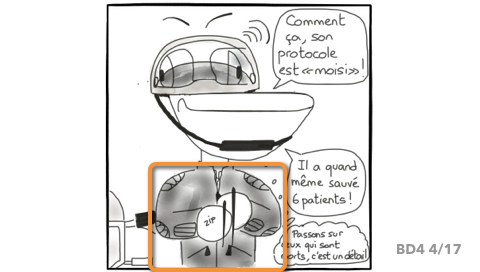 Comment
ça, son
protocole
est «moisi»!
Il a quand
même sauvé
6 patients!
ZIP
Passons sur
ceux qui sont
morts, c'est un détail
BD4 4/17